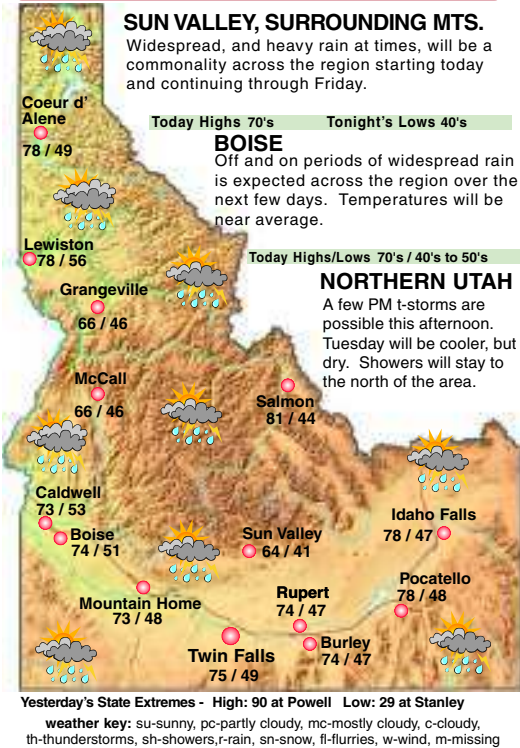 SUN VALLEY, SURROUNDING MTS.
Widespread, and heavy rain at times, will be a
commonality across the region starting today
and continuing through Friday.
Coeur d'
Alene
78 / 49
Today Highs 70's Tonight's Lows 40's
BOISE
Off and on periods of widespread rain
is expected across the region over the
next few days. Temperatures will be
near average.
Lewiston
78 / 56
Today Highs/Lows 70's / 40's to 50's
NORTHERN UTAH
A few PM t-storms are
possible this afternoon.
Tuesday will be cooler, but
dry. Showers will stay to
the north of the area.
Grangeville
66 / 46
McCall
66 / 46
Salmon
81 / 44
Caldwell
73 / 53
Boise
74 / 51
Sun Valley
64 / 41
Idaho Falls
78 / 47
Mountain Home
73 / 48
Rupert
74 / 47
Pocatello
78 / 48
Twin Falls
75 / 49
Burley
74 / 47
Yesterday's State Extremes - High: 90 at Powell Low: 29 at Stanley
weather key: su-sunny, pc-partly cloudy, mc-mostly cloudy, c-cloudy,
th-thunderstorms, sh-showers,r-rain, sn-snow, fl-flurries, w-wind, m-missing